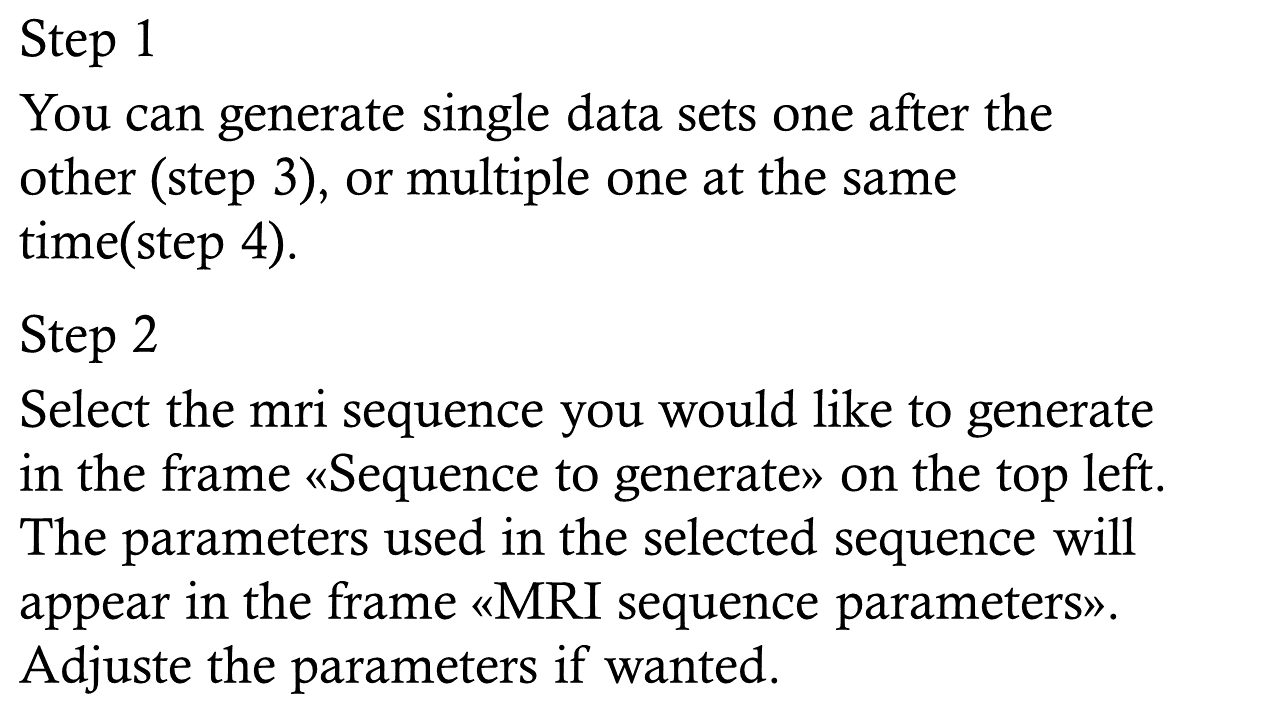 Step 1
You can generate single data sets one after the
other (step 3), or multiple one at the same
time(step 4).
Step 2
Select the mri sequence you would like to generate
in the frame «Sequence to generate» on the top left.
The parameters used in the selected sequence will
appear in the frame «MRI sequence parameters».
Adjuste the parameters if wanted.